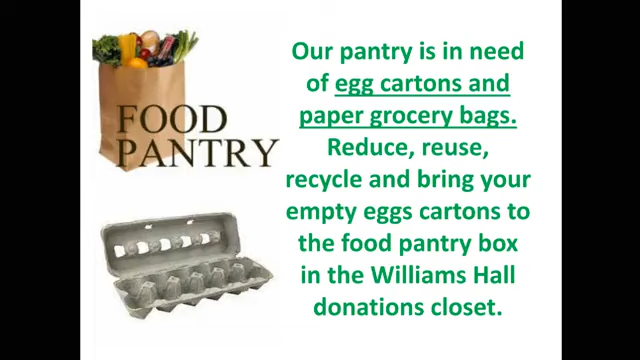 FOOD
PANTRY
Our pantry is in need
of egg cartons and
paper grocery bags.
Reduce, reuse,
recycle and bring your
empty eggs cartons to
the food pantry box
in the Williams Hall
donations closet.